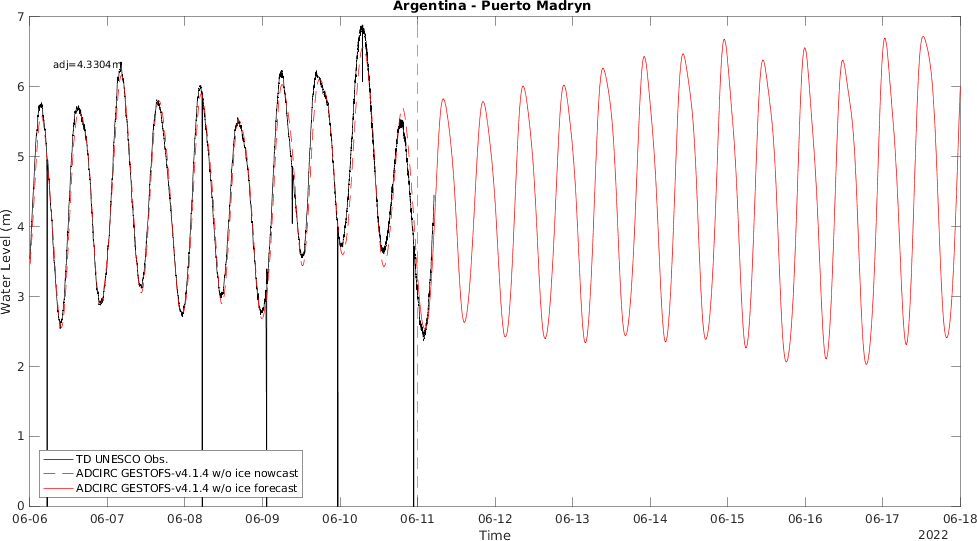 Argentina - Puerto Madryn
Water Level (m)
7
6
5
4
3
2
1
0
adj=4.3304m
TD UNESCO Obs.
ADCIRC GESTOFS-v4.1.4 w/o ice nowcast
ADCIRC GESTOFS-v4.1.4 w/o ice forecast
06-06 06-07 06-08 06-09 06-10 06-11 06-12 06-13 06-14 06-15 06-16 06-17 06-18
Time
2022